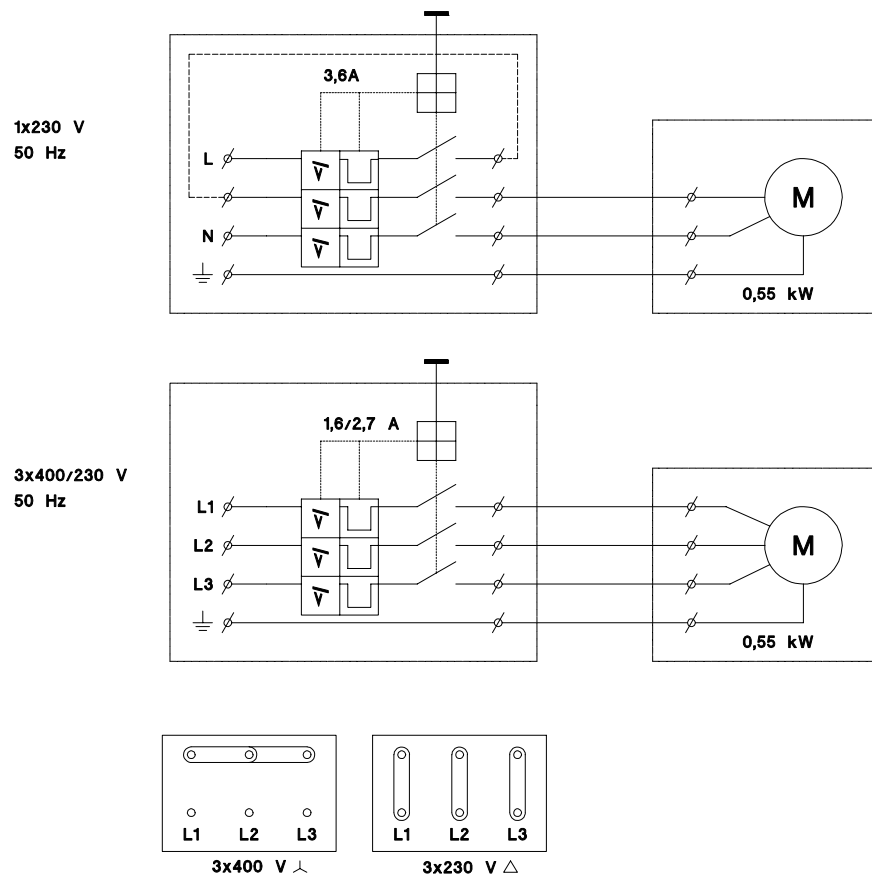 3,6A
1x230 V
50 Hz
L
N
M
0,55 kW
1,6/2,7 A
3x400/230 V
50 Hz
L1
L2
L3
M
0,55 kW
L1 L2 L3
3x400 V
L1 L2 L3
3x230 V